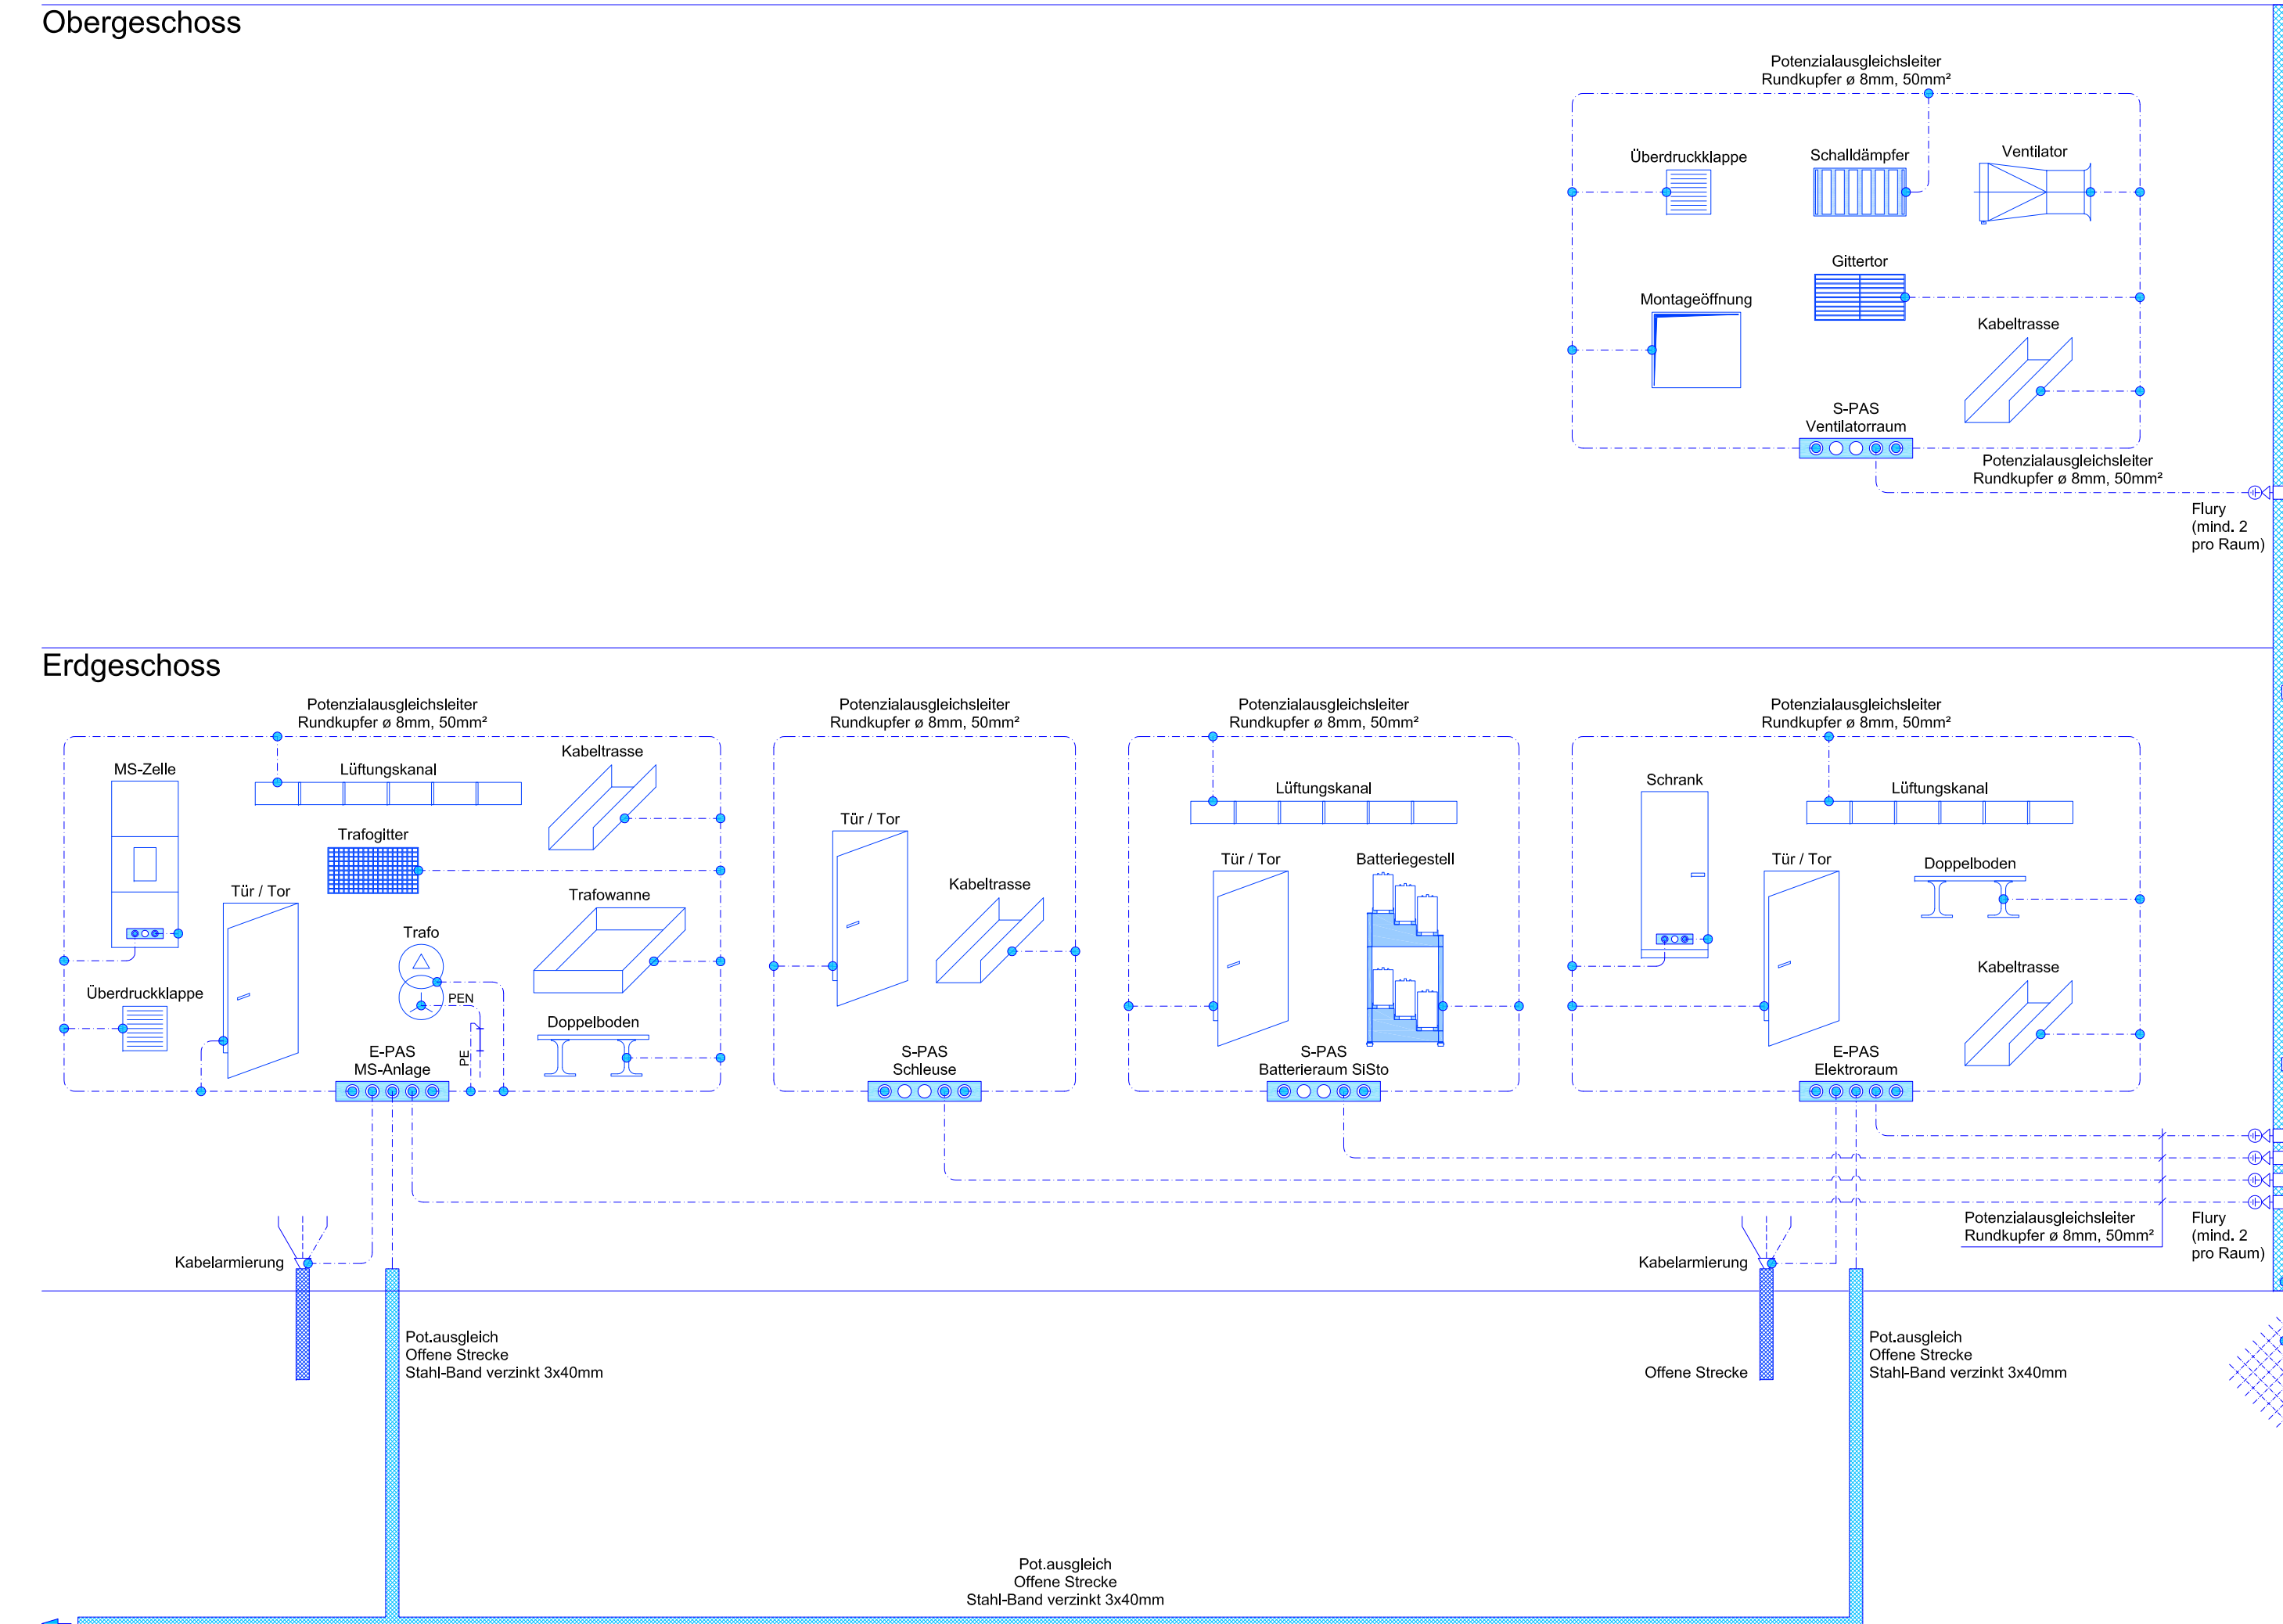 Obergeschoss
Potenzialausgleichsleiter
Rundkupfer ø 8mm, 50mm²
Überdruckklappe
Schalldämpfer
Ventilator
Gittertor
Montageöffnung
Kabeltrasse
S-PAS
Ventilatorraum
Potenzialausgleichsleiter
Rundkupfer ø 8mm, 50mm²
Flury
(mind. 2
pro Raum)
Erdgeschoss
Potenzialausgleichsleiter
Rundkupfer ø 8mm, 50mm²
MS-Zelle
Lüftungskanal
Kabeltrasse
Trafogitter
Tür / Tor
Trafowanne
Trafo
Überdruckklappe
PEN
PE
Doppelboden
E-PAS
MS-Anlage
Potenzialausgleichsleiter
Rundkupfer ø 8mm, 50mm²
Tür / Tor
Kabeltrasse
S-PAS
Schleuse
Potenzialausgleichsleiter
Rundkupfer ø 8mm, 50mm²
Lüftungskanal
Tür / Tor
Batteriegestell
S-PAS
Batterieraum SiSto
Potenzialausgleichsleiter
Rundkupfer ø 8mm, 50mm²
Schrank
Lüftungskanal
Tür / Tor
Doppelboden
Kabeltrasse
E-PAS
Elektroraum
Potenzialausgleichsleiter
Rundkupfer ø 8mm, 50mm²
Flury
(mind. 2
pro Raum)
Kabelarmierung
Kabelarmierung
Pot.ausgleich
Offene Strecke
Stahl-Band verzinkt 3x40mm
Offene Strecke
Pot.ausgleich
Offene Strecke
Stahl-Band verzinkt 3x40mm
Pot.ausgleich
Offene Strecke
Stahl-Band verzinkt 3x40mm